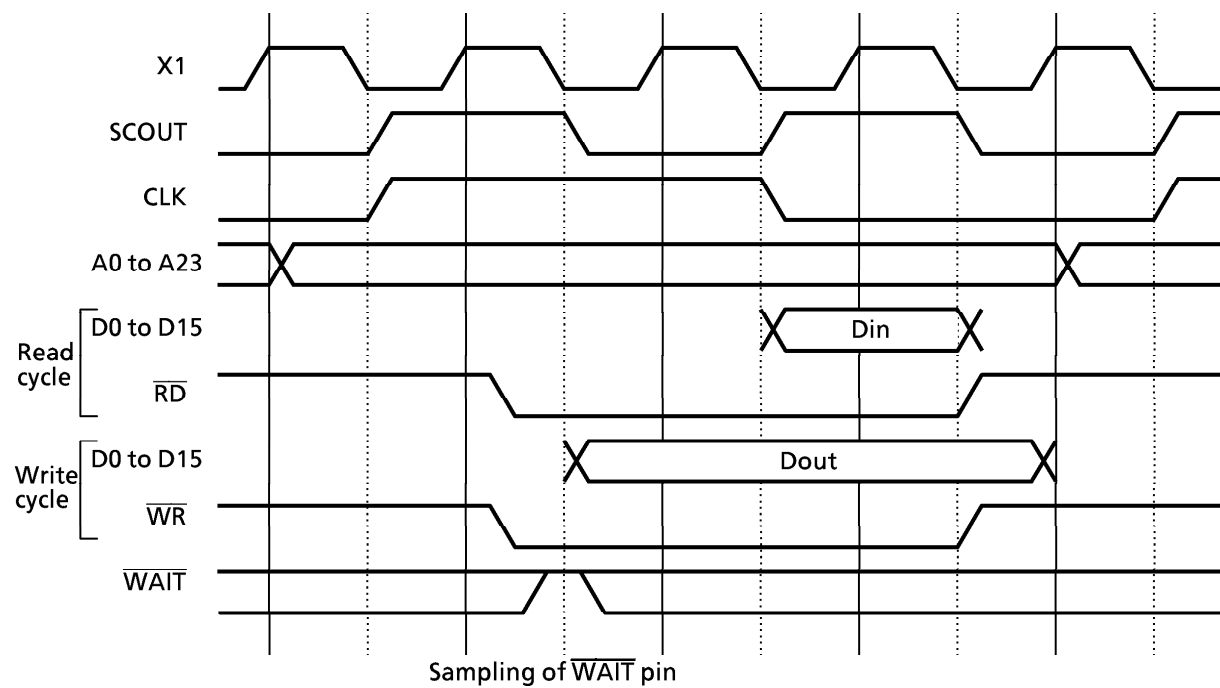 X1
SCOUT
CLK
A0 to A23
Read
cycle
D0 to D15
Din
RD
Write
cycle
D0 to D15
Dout
WR
WAIT
Sampling of WAIT pin